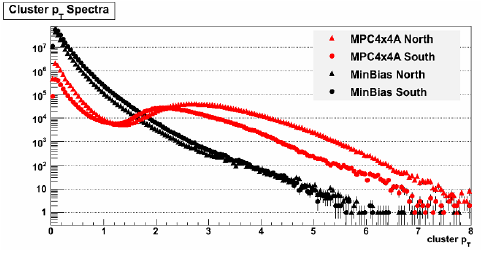 Cluster p_T Spectra
MPC4x4A North
MPC4x4A South
MinBias North
MinBias South
10^7
10^6
10^5
10^4
10^3
10^2
10
1
0 1 2 3 4 5 6 7 8
cluster p_T